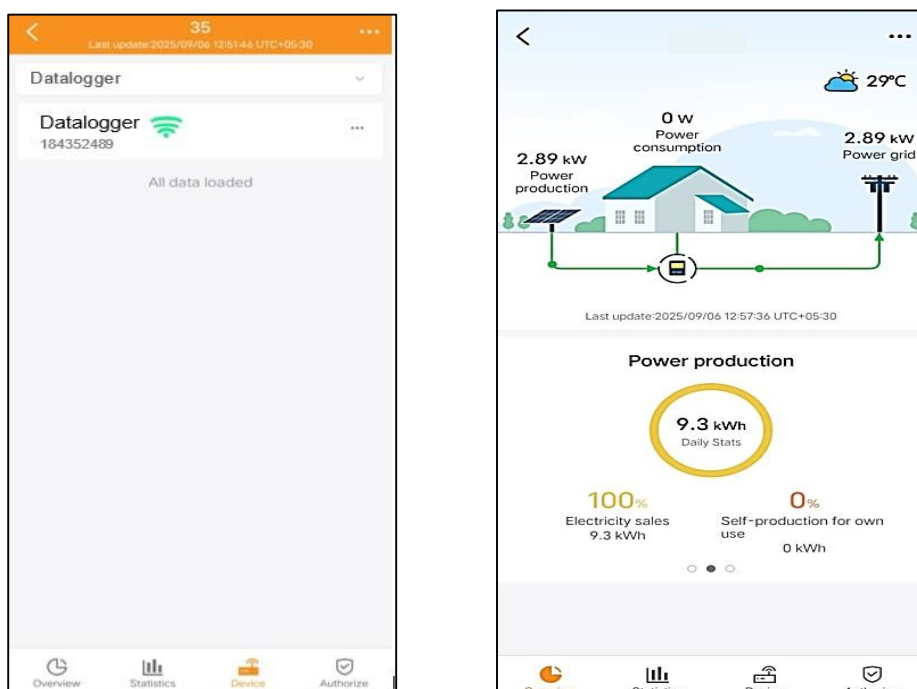 35
Last update:2025/09/06 12:51:46 UTC+05:30
Datalogger
Datalogger
184352489
All data loaded
Overview
Statistics
Device
Authorize
29°C
0 W
Power
consumption
2.89 kW
Power
production
2.89 kW
Power grid
Last update:2025/09/06 12:57:36 UTC+05:30
Power production
9.3 kWh
Daily Stats
100%
Electricity sales
9.3 kWh
0%
Self-production for own
use
0 kWh